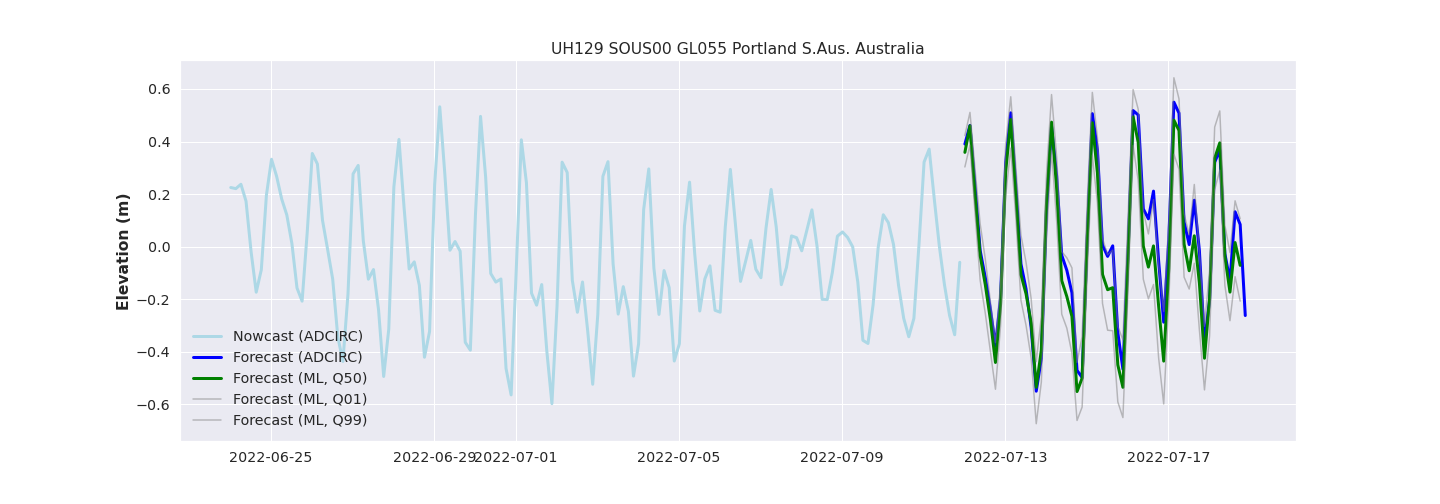 UH129 SOUS00 GL055 Portland S.Aus. Australia
Elevation (m)
0.6
0.4
0.2
0.0
−0.2
−0.4
−0.6
Nowcast (ADCIRC)
Forecast (ADCIRC)
Forecast (ML, Q50)
Forecast (ML, Q01)
Forecast (ML, Q99)
2022-06-25 2022-06-29 2022-07-01 2022-07-05 2022-07-09 2022-07-13 2022-07-17